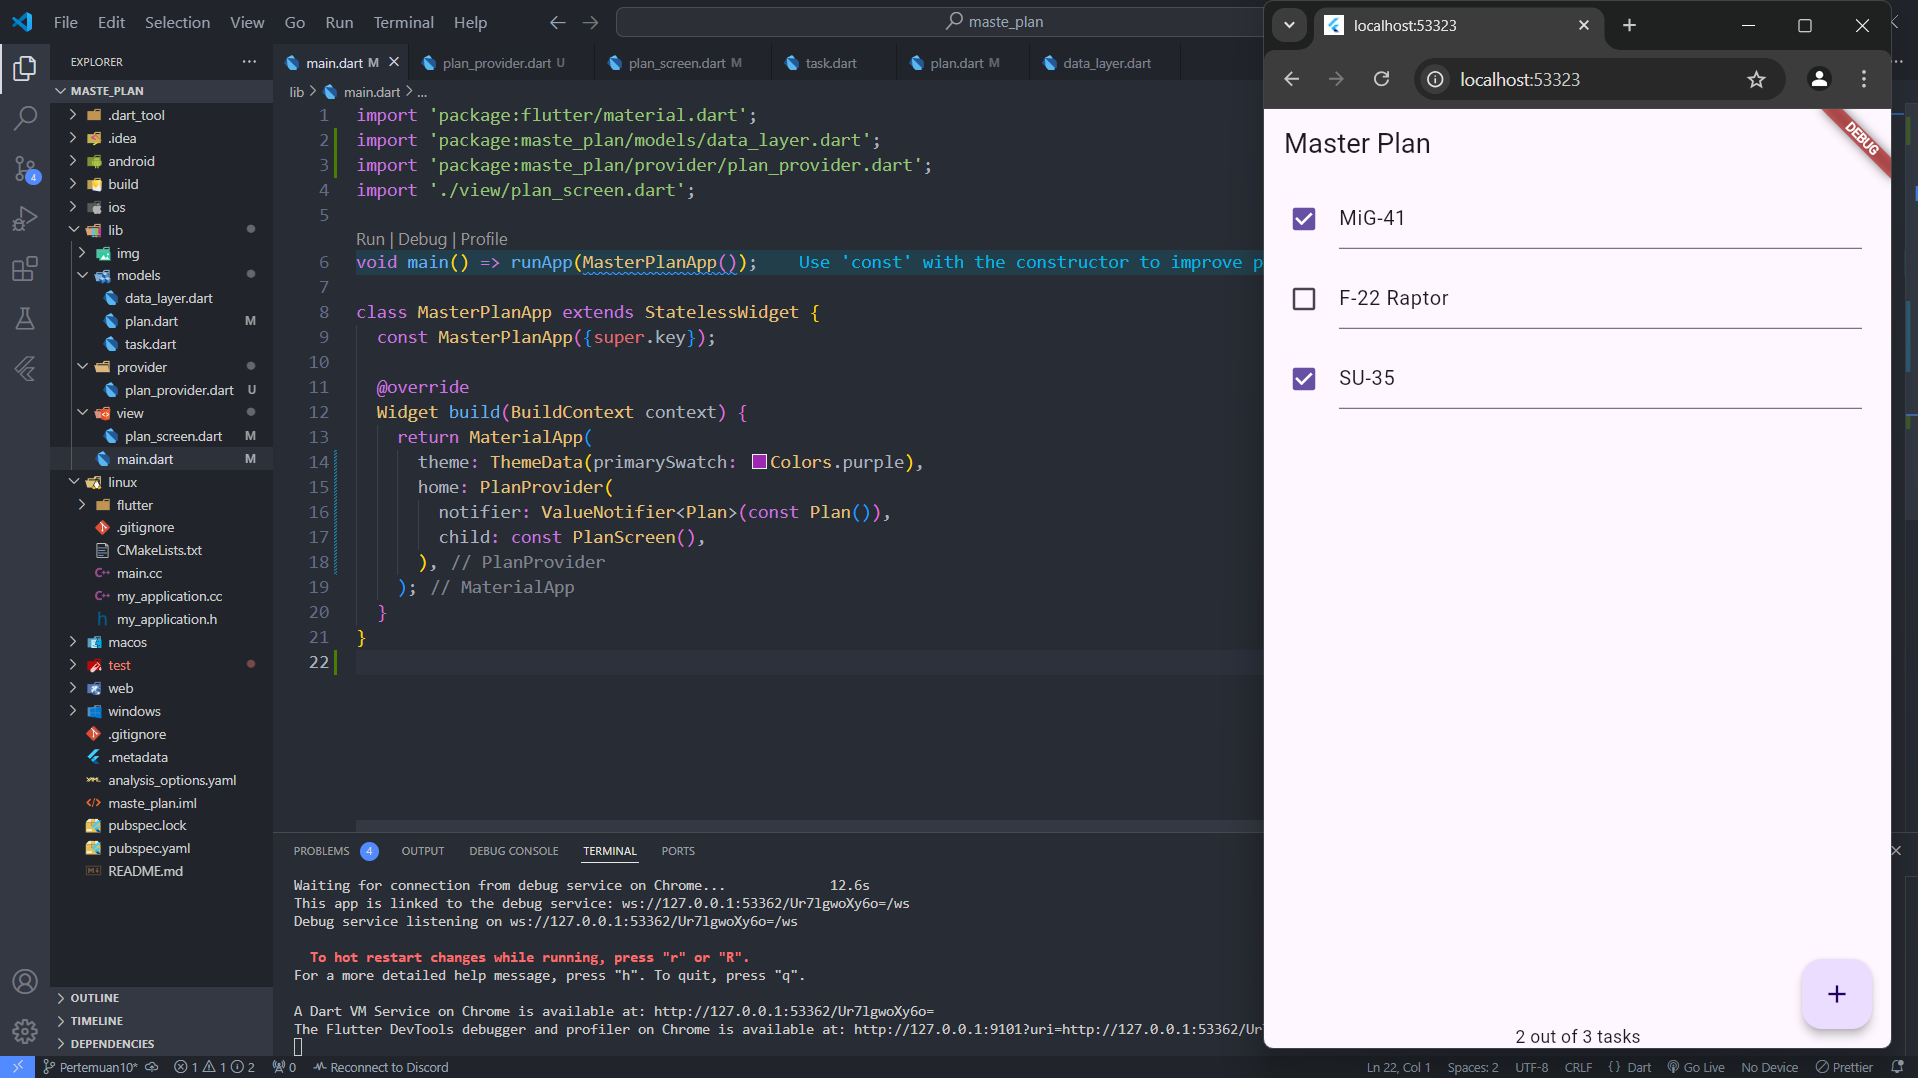 File Edit Selection View Go Run Terminal Help
maste_plan
EXPLORER
MASTE_PLAN
.dart_tool
.idea
android
build
ios
lib
img
models
data_layer.dart
plan.dart M
task.dart
provider
plan_provider.dart U
view
plan_screen.dart M
main.dart M
linux
flutter
.gitignore
CMakeLists.txt
main.cc
my_application.cc
my_application.h
macos
test
web
windows
.gitignore
.metadata
analysis_options.yaml
maste_plan.iml
pubspec.lock
pubspec.yaml
README.md
OUTLINE
TIMELINE
DEPENDENCIES
4
main.dart M plan_provider.dart U plan_screen.dart M task.dart plan.dart M data_layer.dart
lib > main.dart > ...
1 import 'package:flutter/material.dart';
2 import 'package:maste_plan/models/data_layer.dart';
3 import 'package:maste_plan/provider/plan_provider.dart';
4 import './view/plan_screen.dart';
5
Run | Debug | Profile
6 void main() => runApp(MasterPlanApp()); Use 'const' with the constructor to improve p
7
8 class MasterPlanApp extends StatelessWidget {
9 const MasterPlanApp({super.key});
10
11 @override
12 Widget build(BuildContext context) {
13 return MaterialApp(
14 theme: ThemeData(primarySwatch: Colors.purple),
15 home: PlanProvider(
16 notifier: ValueNotifier<Plan>(const Plan()),
17 child: const PlanScreen(),
18 ), // PlanProvider
19 ); // MaterialApp
20 }
21 }
22
PROBLEMS 4 OUTPUT DEBUG CONSOLE TERMINAL PORTS
Waiting for connection from debug service on Chrome... 12.6s
This app is linked to the debug service: ws://127.0.0.1:53362/Ur7lgwoXy6o=/ws
Debug service listening on ws://127.0.0.1:53362/Ur7lgwoXy6o=/ws
To hot restart changes while running, press "r" or "R".
For a more detailed help message, press "h". To quit, press "q".
A Dart VM Service on Chrome is available at: http://127.0.0.1:53362/Ur7lgwoXy6o=
The Flutter DevTools debugger and profiler on Chrome is available at: http://127.0.0.1:9101?uri=http://127.0.0.1:53362/Ur
localhost:53323
localhost:53323
Master Plan
DEBUG
MiG-41
F-22 Raptor
SU-35
+
2 out of 3 tasks
Pertemuan10* 1 1 2 0 Reconnect to Discord Ln 22, Col 1 Spaces: 2 UTF-8 CRLF { } Dart Go Live No Device Prettier